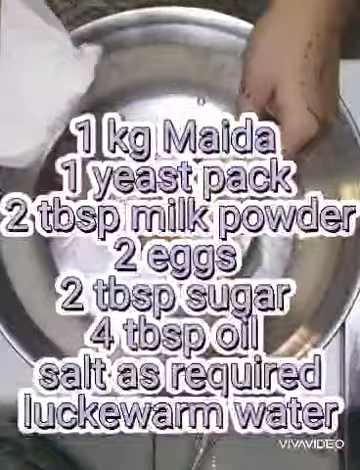 1 kg Maida
1 yeast pack
2 tbsp milk powder
2 eggs
2 tbsp sugar
4 tbsp oil
salt as required
luckewarm water
VIVAVIDEO